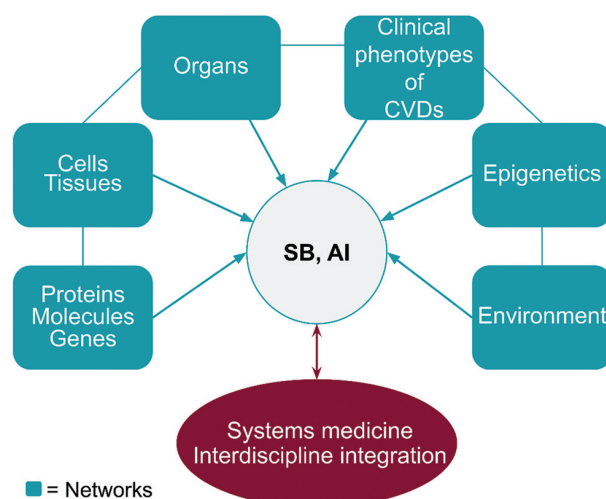 Organs
Clinical
phenotypes
of
CVDs
Cells
Tissues
Epigenetics
SB, AI
Proteins
Molecules
Genes
Environment
Systems medicine
Interdiscipline integration
= Networks